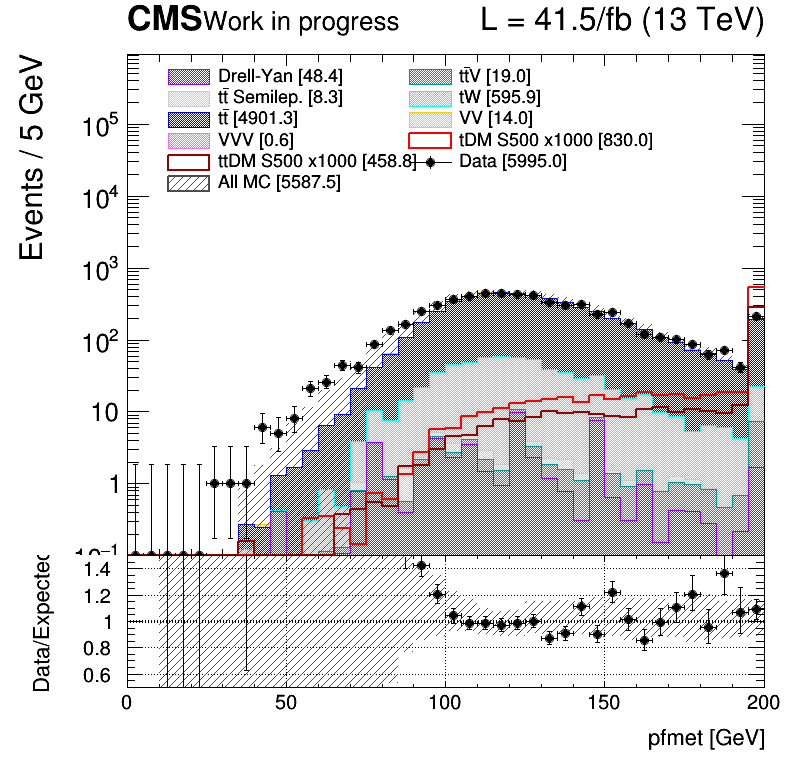 CMS Work in progress L = 41.5/fb (13 TeV)
Events / 5 GeV
Drell-Yan [48.4] tt̄V [19.0]
tt̄ Semilep. [8.3] tW [595.9]
tt̄ [4901.3] VV [14.0]
VVV [0.6] tDM S500 x1000 [830.0]
ttDM S500 x1000 [458.8] Data [5995.0]
All MC [5587.5]
10⁵
10⁴
10³
10²
10
1
10⁻¹
Data/Expected
1.4
1.2
1
0.8
0.6
0 50 100 150 200
pfmet [GeV]